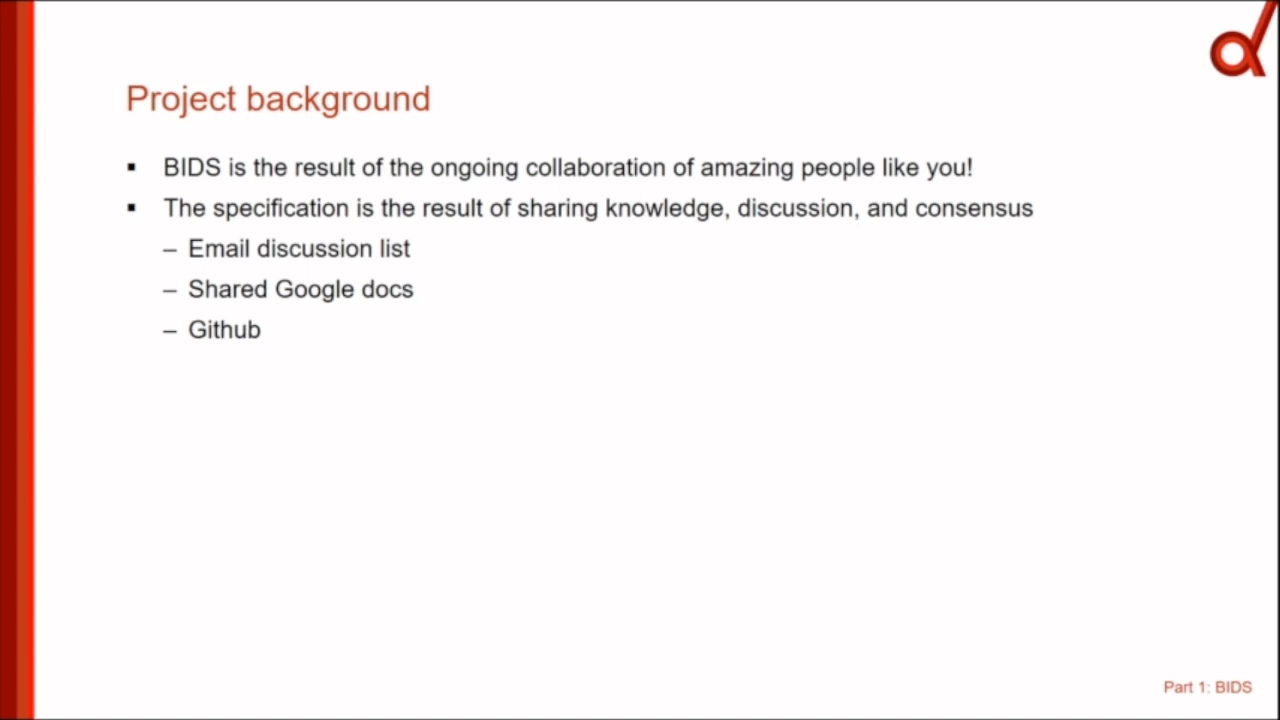 Project background
▪ BIDS is the result of the ongoing collaboration of amazing people like you!
▪ The specification is the result of sharing knowledge, discussion, and consensus
– Email discussion list
– Shared Google docs
– Github
Part 1: BIDS